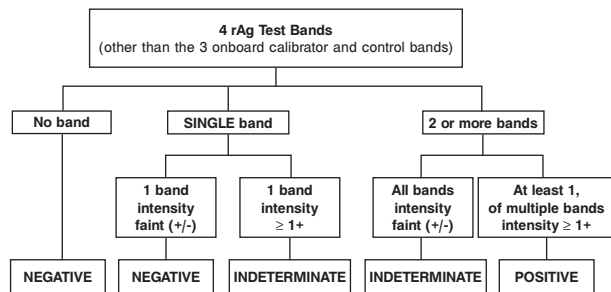 4 rAg Test Bands
(other than the 3 onboard calibrator and control bands)
No band
SINGLE band
2 or more bands
1 band
intensity
faint (+/-)
1 band
intensity
≥ 1+
All bands
intensity
faint (+/-)
At least 1,
of multiple bands
intensity ≥ 1+
NEGATIVE
NEGATIVE
INDETERMINATE
INDETERMINATE
POSITIVE